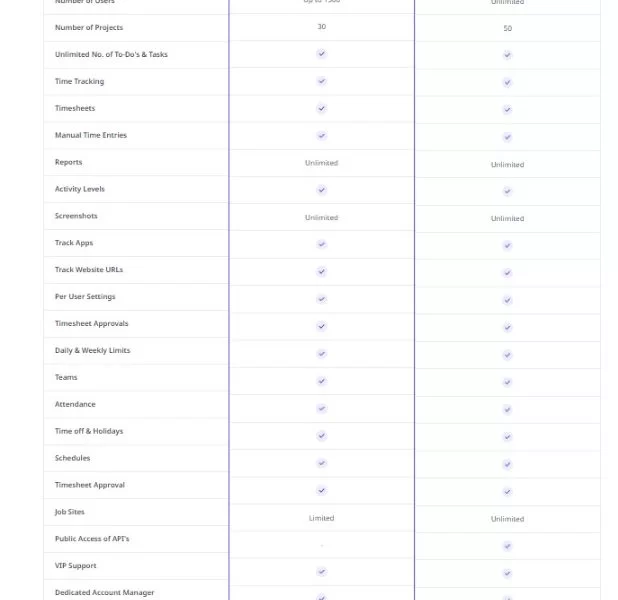 Number of Users Up to 1500 Unlimited
Number of Projects 30 50
Unlimited No. of To-Do's & Tasks
Time Tracking
Timesheets
Manual Time Entries
Reports Unlimited Unlimited
Activity Levels
Screenshots Unlimited Unlimited
Track Apps
Track Website URLs
Per User Settings
Timesheet Approvals
Daily & Weekly Limits
Teams
Attendance
Time off & Holidays
Schedules
Timesheet Approval
Job Sites Limited Unlimited
Public Access of API's -
VIP Support
Dedicated Account Manager